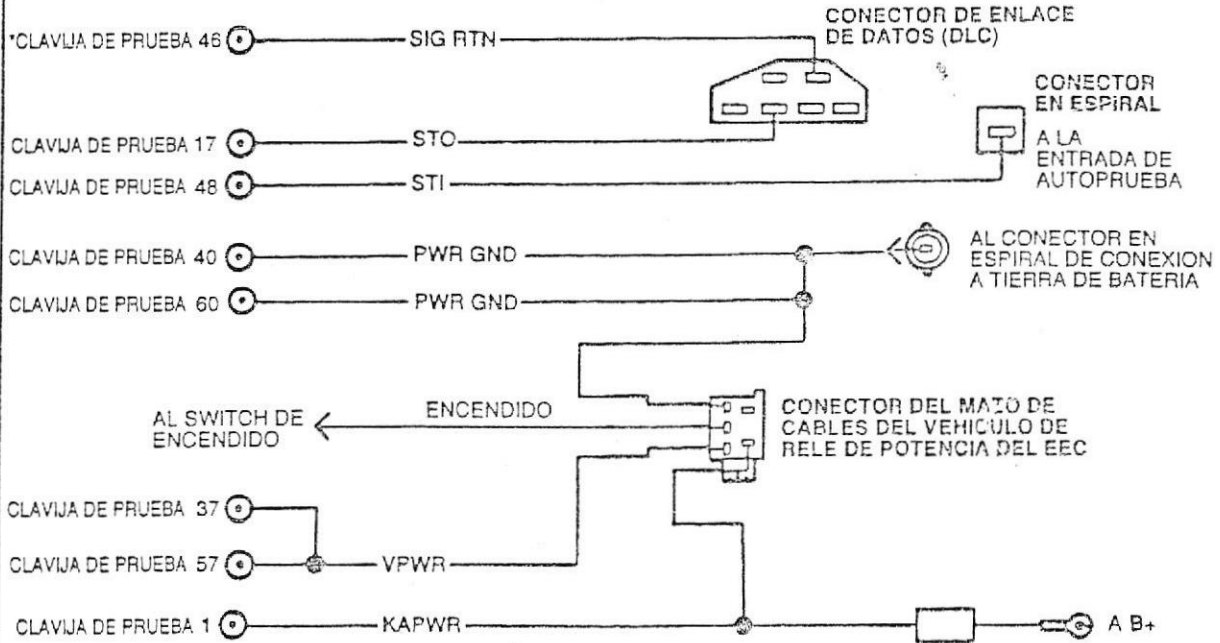 *CLAVIJA DE PRUEBA 46
SIG RTN
CONECTOR DE ENLACE
DE DATOS (DLC)
CONECTOR
EN ESPIRAL
A LA
ENTRADA DE
AUTOPRUEBA
CLAVIJA DE PRUEBA 17
STO
CLAVIJA DE PRUEBA 48
STI
CLAVIJA DE PRUEBA 40
PWR GND
AL CONECTOR EN
ESPIRAL DE CONEXION
A TIERRA DE BATERIA
CLAVIJA DE PRUEBA 60
PWR GND
AL SWITCH DE
ENCENDIDO
ENCENDIDO
CONECTOR DEL MAZO DE
CABLES DEL VEHICULO DE
RELE DE POTENCIA DEL EEC
CLAVIJA DE PRUEBA 37
CLAVIJA DE PRUEBA 57
VPWR
CLAVIJA DE PRUEBA 1
KAPWR
A B+